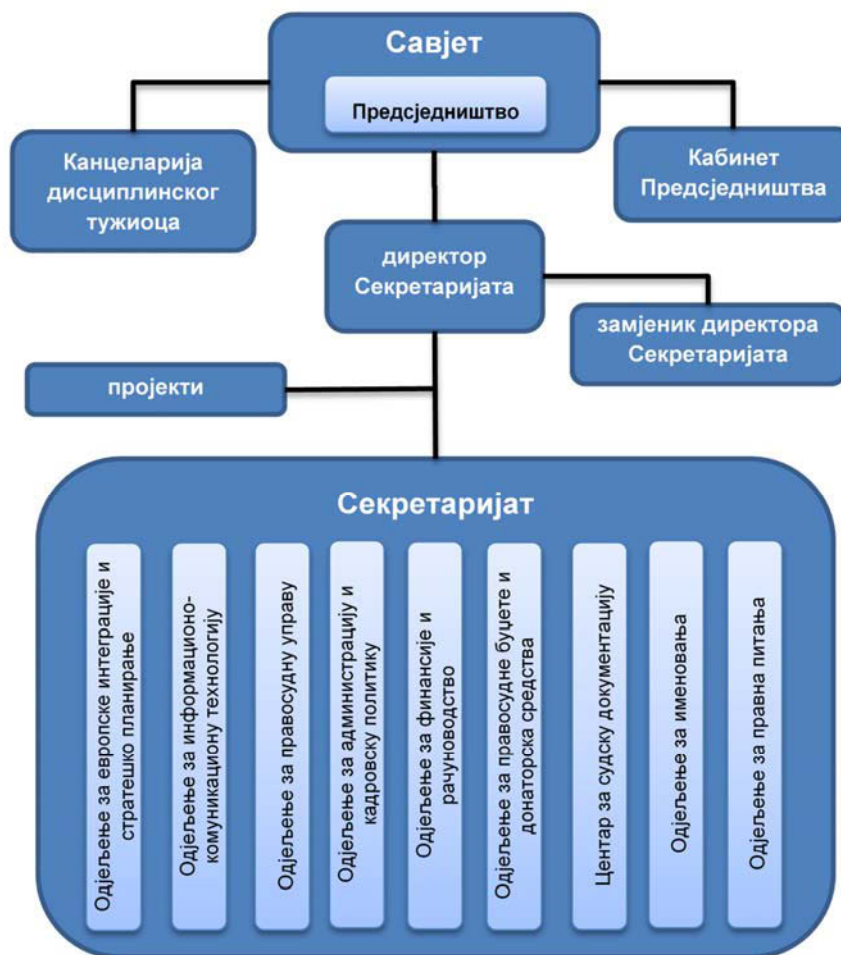 Савјет
Предсједништво
Канцеларија
дисциплинског
тужиоца
Кабинет
Предсједништва
директор
Секретаријата
замјеник директора
Секретаријата
пројекти
Секретаријат
Одјељење за европске интеграције и
стратешко планирање
Одјељење за информационо-
комуникациону технологију
Одјељење за правосудну управу
Одјељење за администрацију и
кадровску политику
Одјељење за финансије и
рачуноводство
Одјељење за правосудне буџете и
донаторска средства
Центар за судску документацију
Одјељење за именовања
Одјељење за правна питања